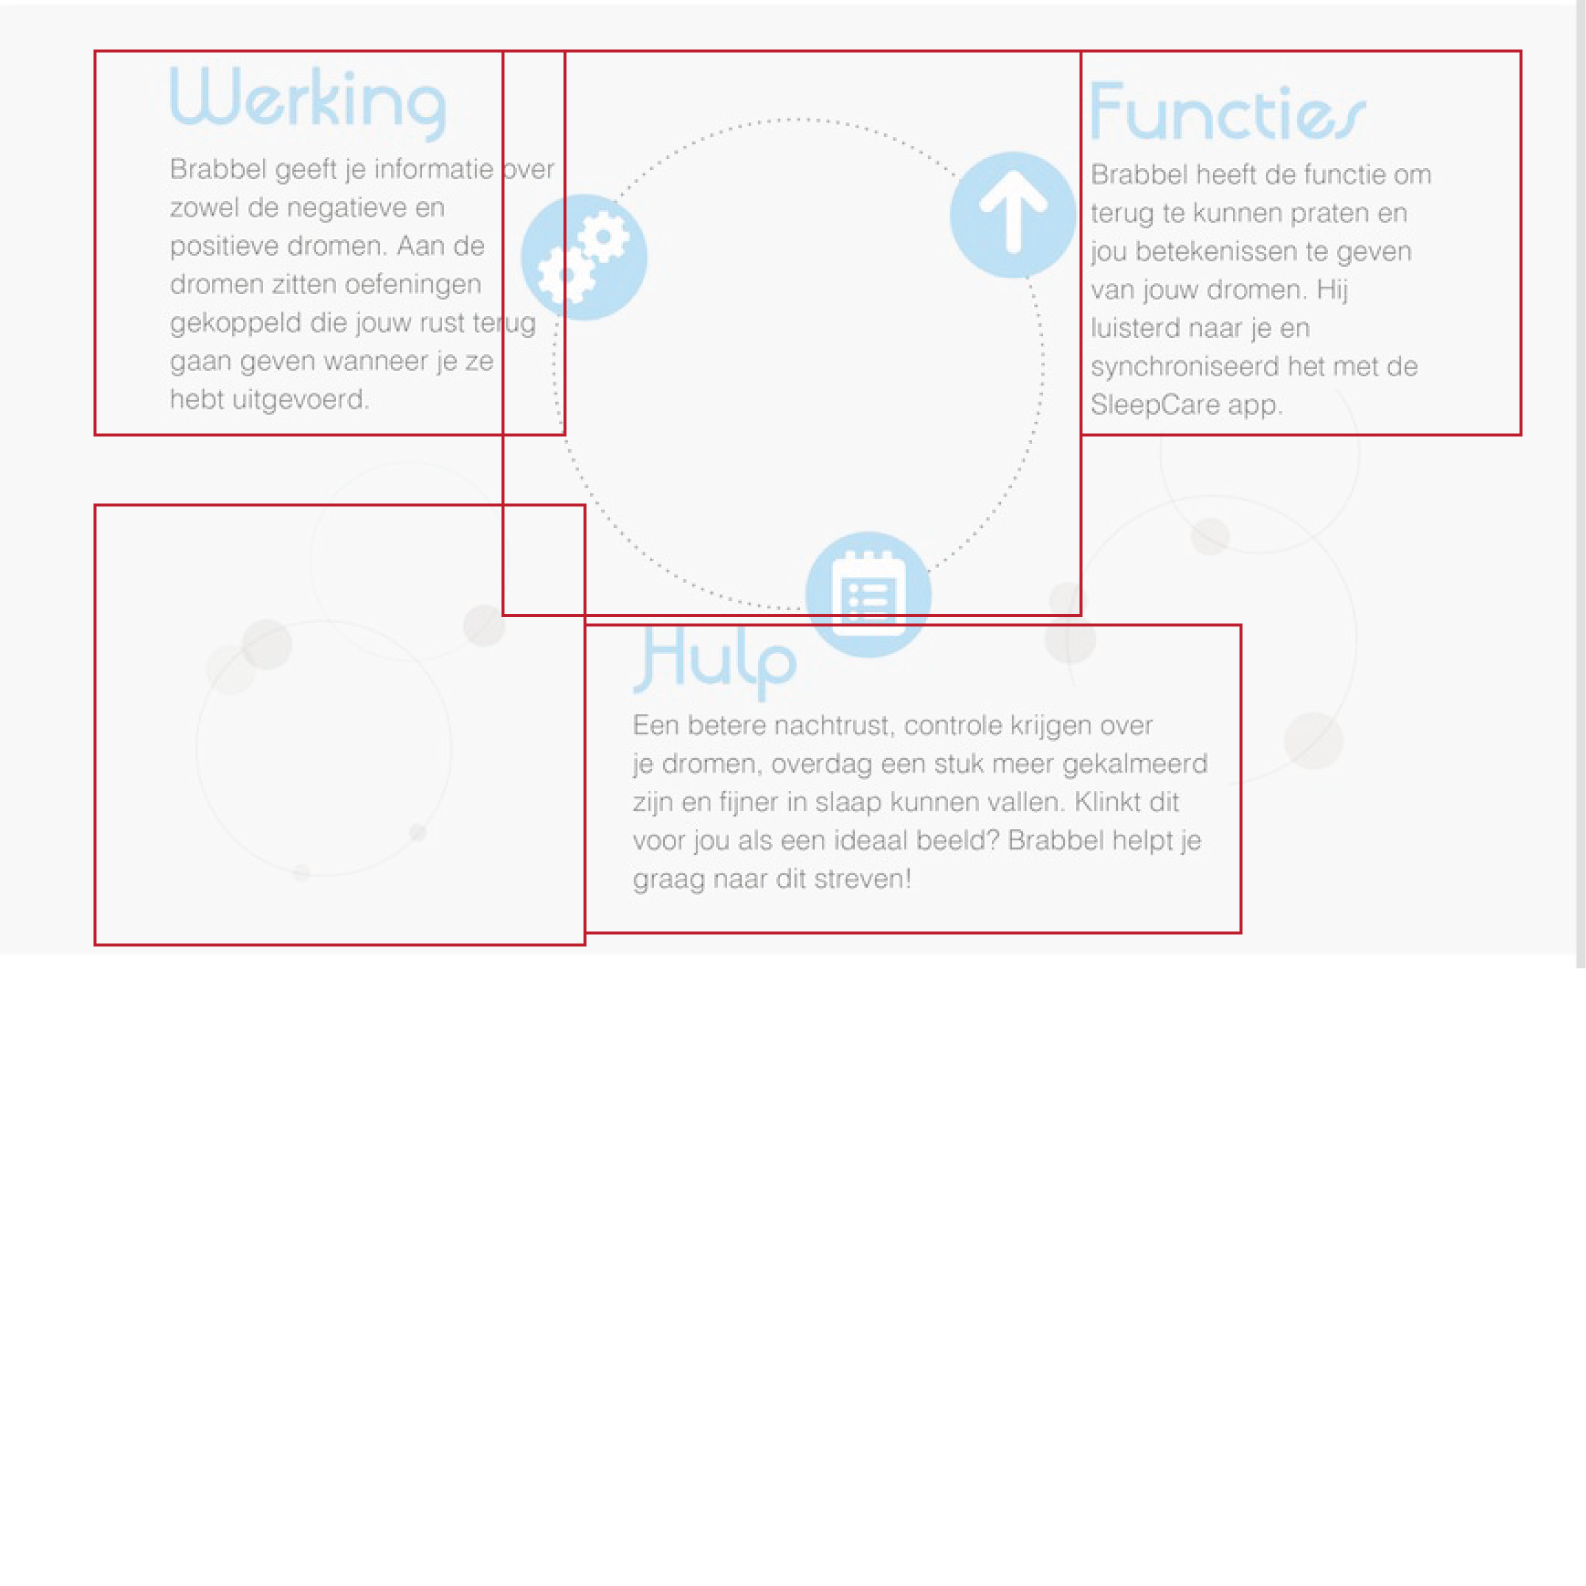 Werking
Brabbel geeft je informatie over
zowel de negatieve en
positieve dromen. Aan de
dromen zitten oefeningen
gekoppeld die jouw rust terug
gaan geven wanneer je ze
hebt uitgevoerd.
Functies
Brabbel heeft de functie om
terug te kunnen praten en
jou betekenissen te geven
van jouw dromen. Hij
luisterd naar je en
synchroniseerd het met de
SleepCare app.
Hulp
Een betere nachtrust, controle krijgen over
je dromen, overdag een stuk meer gekalmeerd
zijn en fijner in slaap kunnen vallen. Klinkt dit
voor jou als een ideaal beeld? Brabbel helpt je
graag naar dit streven!